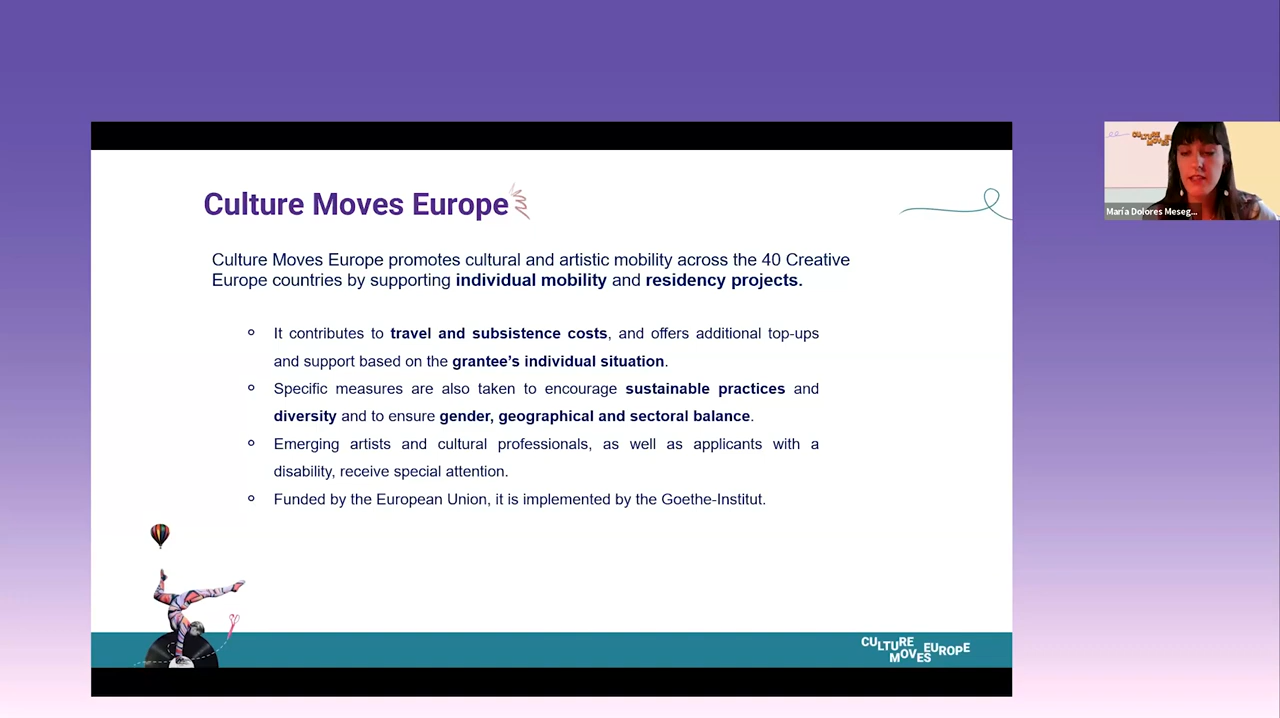 Culture Moves Europe
Culture Moves Europe promotes cultural and artistic mobility across the 40 Creative
Europe countries by supporting individual mobility and residency projects.
It contributes to travel and subsistence costs, and offers additional top-ups
and support based on the grantee's individual situation.
Specific measures are also taken to encourage sustainable practices and
diversity and to ensure gender, geographical and sectoral balance.
Emerging artists and cultural professionals, as well as applicants with a
disability, receive special attention.
Funded by the European Union, it is implemented by the Goethe-Institut.
CULTURE
MOVES EUROPE
CULTURE
MOVES
María Dolores Meseg...